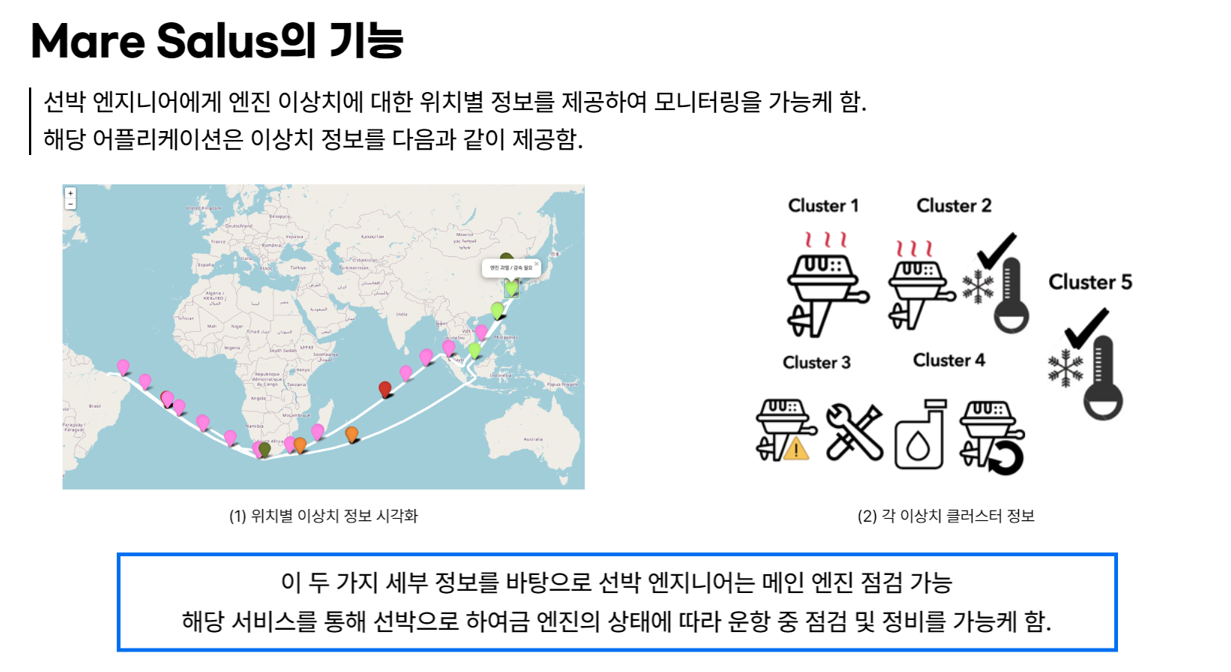 Mare Salus의 기능
선박 엔지니어에게 엔진 이상치에 대한 위치별 정보를 제공하여 모니터링을 가능케 함.
해당 어플리케이션은 이상치 정보를 다음과 같이 제공함.
+
−
Brasil
Algeria
Mali
Niger
Angola
Namibia
India
Australia
Cluster 1
Cluster 2
Cluster 5
Cluster 3
Cluster 4
(1) 위치별 이상치 정보 시각화
(2) 각 이상치 클러스터 정보
이 두 가지 세부 정보를 바탕으로 선박 엔지니어는 메인 엔진 점검 가능
해당 서비스를 통해 선박으로 하여금 엔진의 상태에 따라 운항 중 점검 및 정비를 가능케 함.